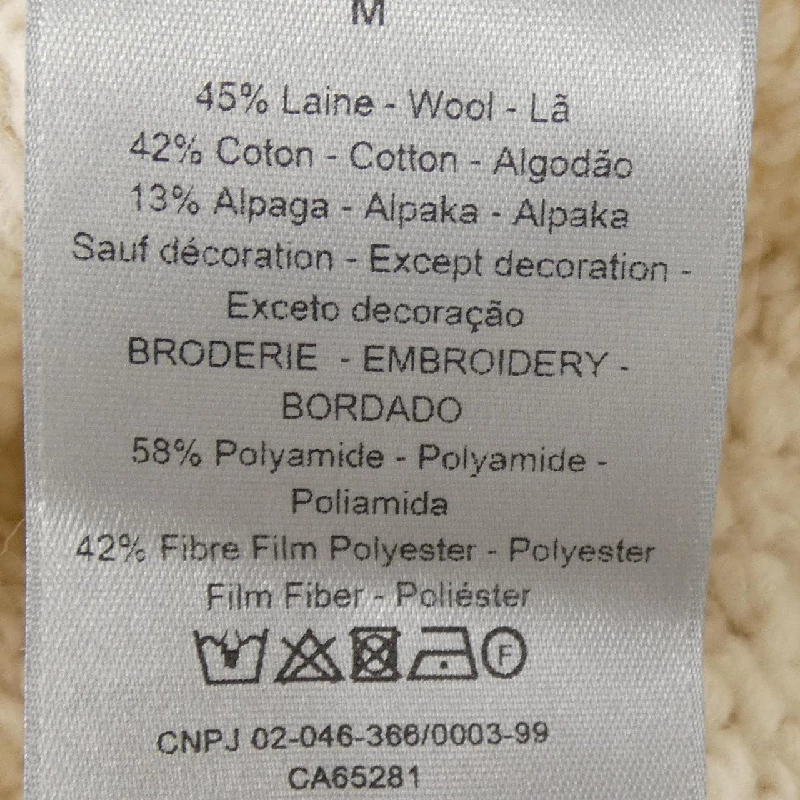 M
45% Laine - Wool - Lã
42% Coton - Cotton - Algodão
13% Alpaga - Alpaka - Alpaka
Sauf décoration - Except decoration -
Exceto decoração
BRODERIE - EMBROIDERY -
BORDADO
58% Polyamide - Polyamide -
Poliamida
42% Fibre Film Polyester - Polyester
Film Fiber - Poliéster
F
CNPJ 02-046-366/0003-99
CA65281